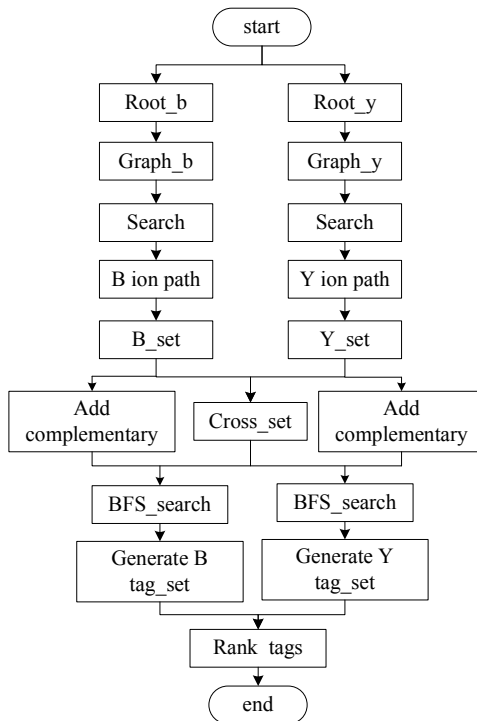 start
Root_b
Root_y
Graph_b
Graph_y
Search
Search
B ion path
Y ion path
B_set
Y_set
Add
complementary
Cross_set
Add
complementary
BFS_search
BFS_search
Generate B
tag_set
Generate Y
tag_set
Rank tags
end